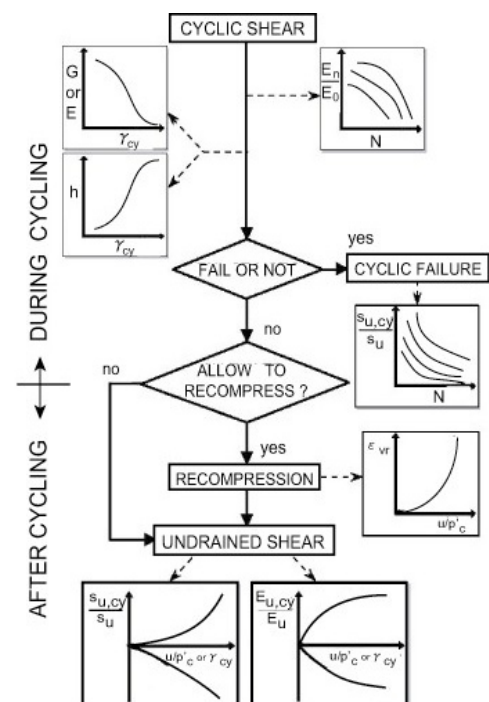 CYCLIC SHEAR
G
or
E
γcy
h
γcy
En
E0
N
DURING CYCLING
FAIL OR NOT
yes
CYCLIC FAILURE
no
su,cy
su
N
no
ALLOW TO
RECOMPRESS ?
yes
RECOMPRESSION
ε vr
u/p'c
AFTER CYCLING
UNDRAINED SHEAR
su,cy
su
u/p'c or γcy
Eu,cy
Eu
u/p'c or γcy